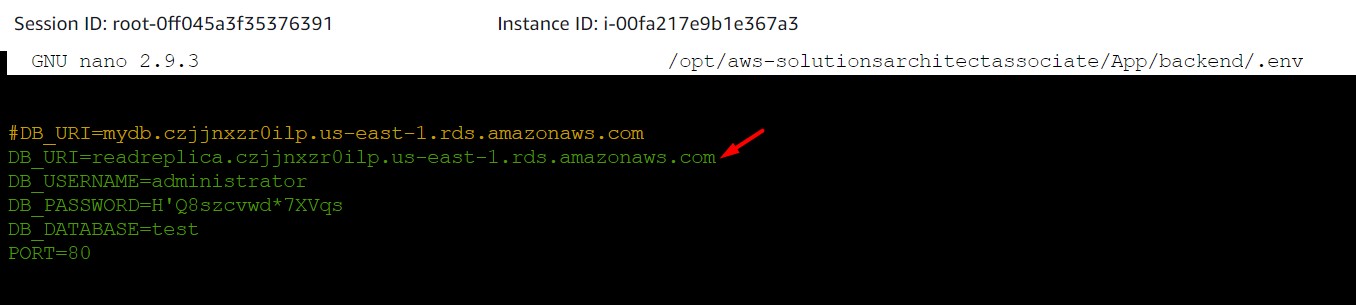 Session ID: root-0ff045a3f35376391 Instance ID: i-00fa217e9b1e367a3
GNU nano 2.9.3 /opt/aws-solutionsarchitectassociate/App/backend/.env
#DB_URI=mydb.czjjnxzr0ilp.us-east-1.rds.amazonaws.com
DB_URI=readreplica.czjjnxzr0ilp.us-east-1.rds.amazonaws.com
DB_USERNAME=administrator
DB_PASSWORD=H'Q8szcvwd*7XVqs
DB_DATABASE=test
PORT=80